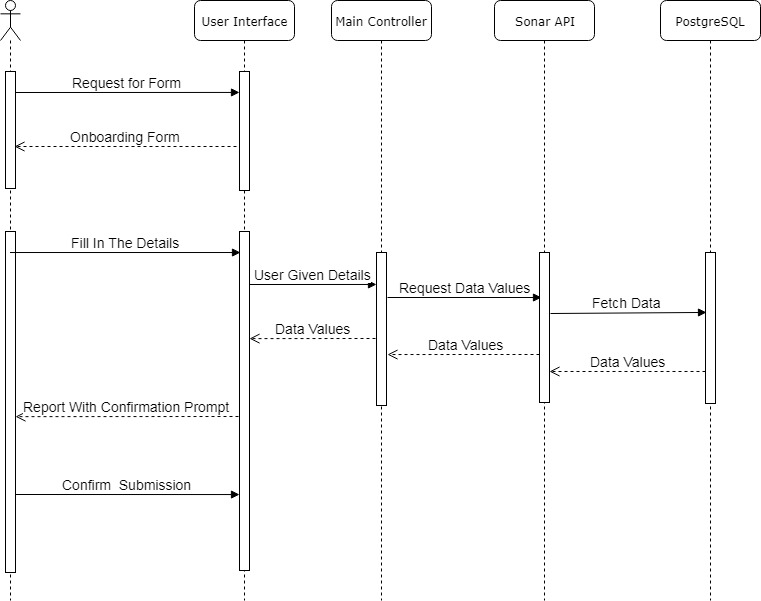 User Interface
Main Controller
Sonar API
PostgreSQL
Request for Form
Onboarding Form
Fill In The Details
User Given Details
Request Data Values
Fetch Data
Data Values
Data Values
Data Values
Report With Confirmation Prompt
Confirm  Submission